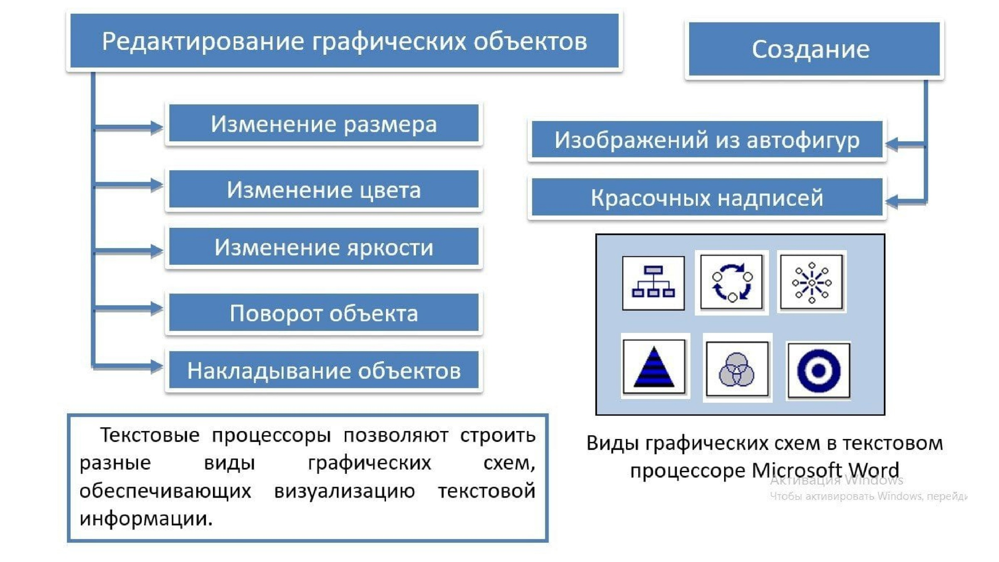 Редактирование графических объектов
Изменение размера
Изменение цвета
Изменение яркости
Поворот объекта
Накладывание объектов
Текстовые процессоры позволяют строить
разные виды графических схем,
обеспечивающих визуализацию текстовой
информации.
Создание
Изображений из автофигур
Красочных надписей
Виды графических схем в текстовом
процессоре Microsoft Word
Активация Windows
Чтобы активировать Windows, перейди